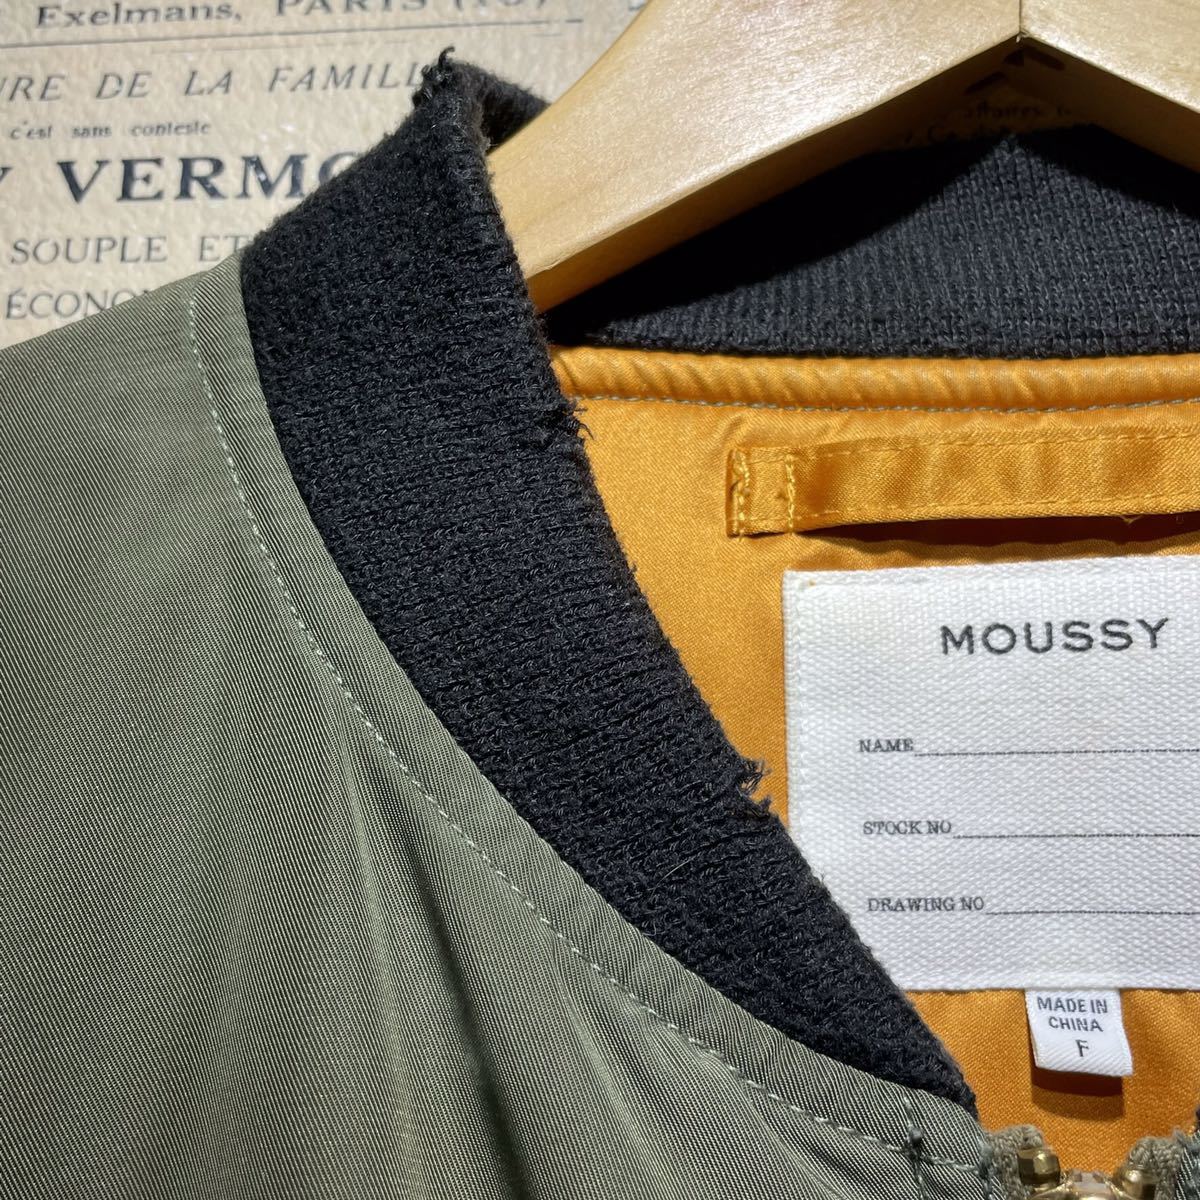 Exelmans, PARIS
URE DE LA FAMILL
c'est sans conteste
Y VERMO
SOUPLE ET
ÉCONO
MOUSSY
NAME
STOCK NO
DRAWING NO
MADE IN
CHINA
F